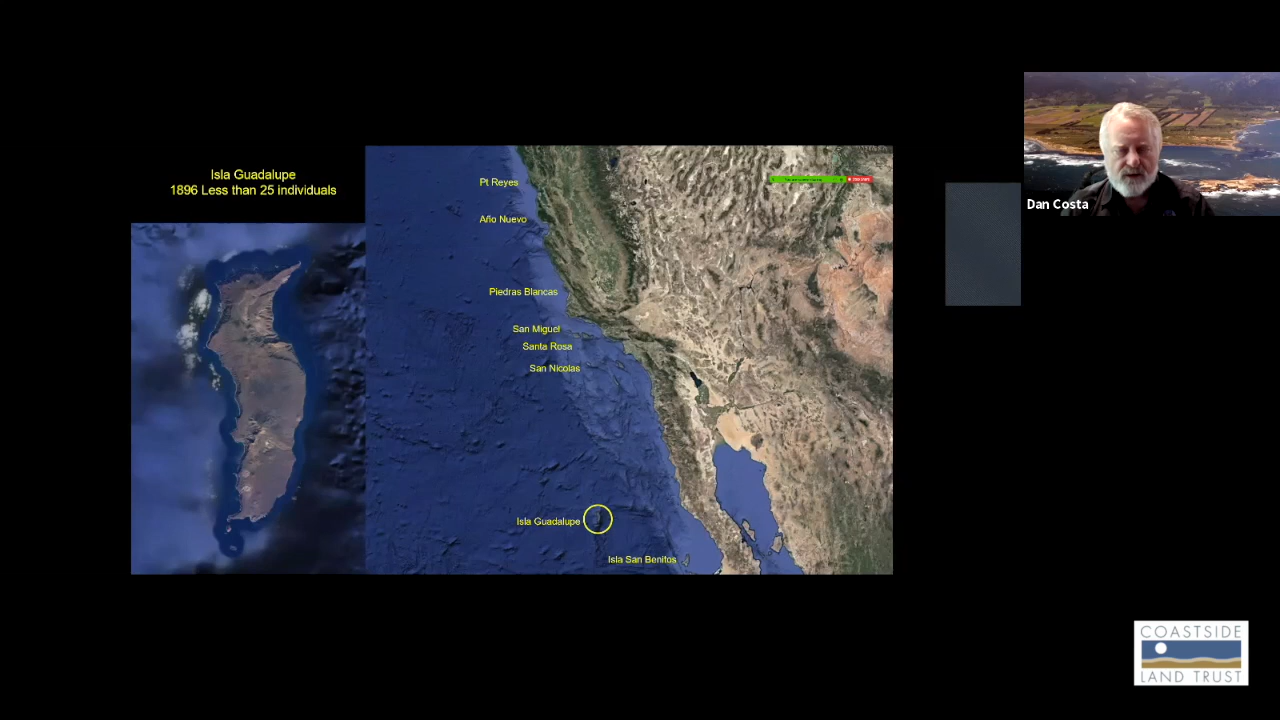 Isla Guadalupe
1896 Less than 25 individuals
Pt Reyes
Año Nuevo
Piedras Blancas
San Miguel
Santa Rosa
San Nicolas
Isla Guadalupe
Isla San Benitos
Dan Costa
COASTSIDE
LAND TRUST